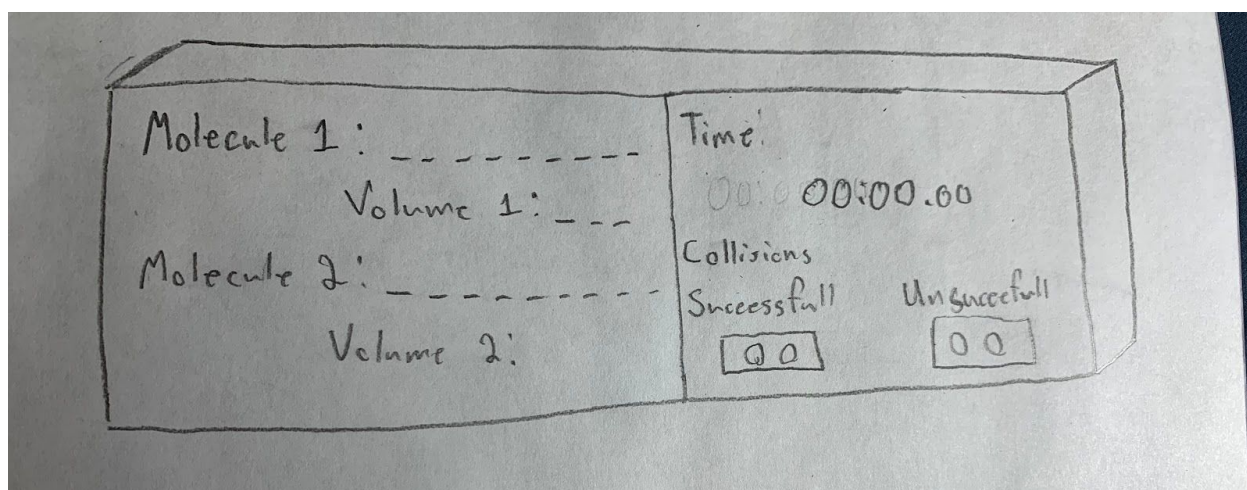 Molecule 1: _ _ _ _ _ _ _ _
Volume 1: _ _ _
Molecule 2: _ _ _ _ _ _ _ _ _
Volume 2:
Time:
00:00.00
Collisions
Successfull
Unsuccefull
00
00